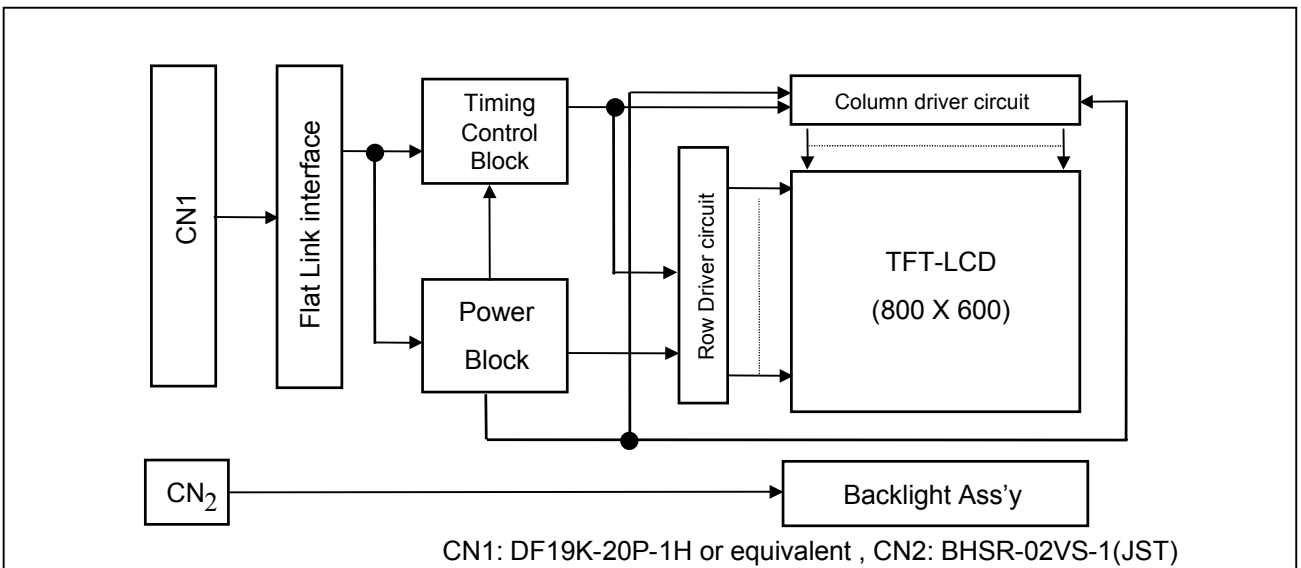 CN1
Flat Link interface
Timing
Control
Block
Power
Block
Row Driver circuit
Column driver circuit
TFT-LCD
(800 X 600)
CN2
Backlight Ass’y
CN1: DF19K-20P-1H or equivalent , CN2: BHSR-02VS-1(JST)